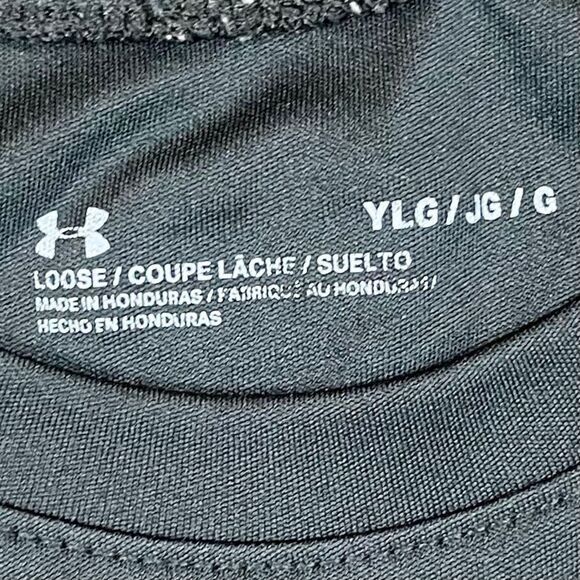 YLG / JG / G
LOOSE / COUPE LÂCHE / SUELTO
MADE IN HONDURAS / FABRIQUÉ AU HONDURAS /
HECHO EN HONDURAS